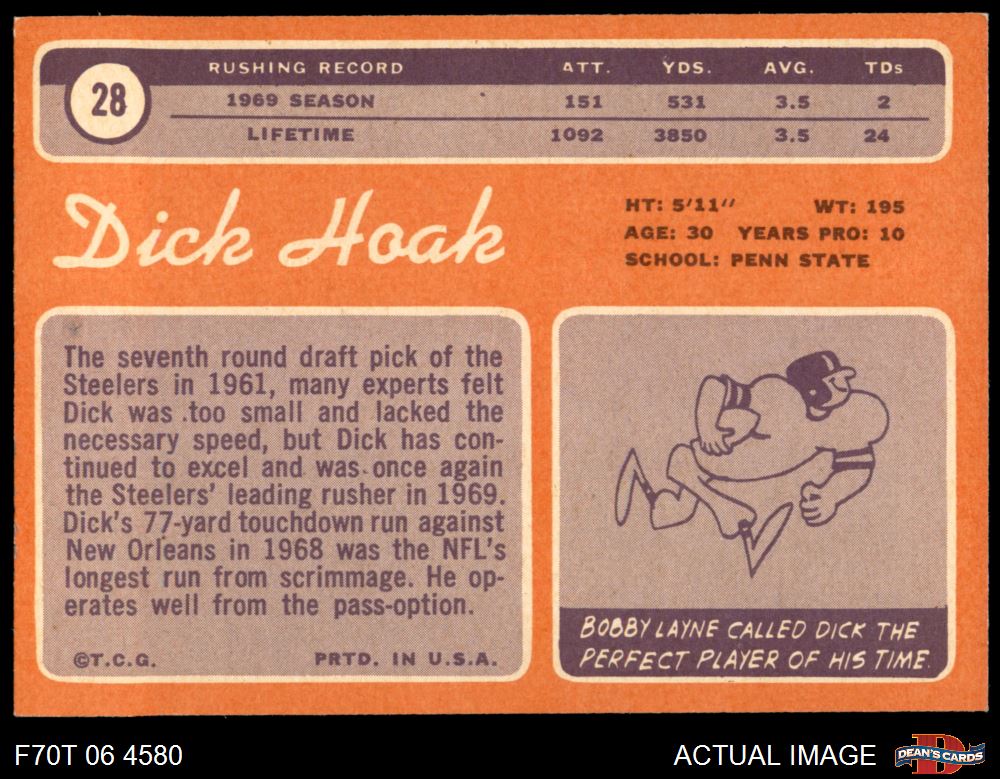 28
RUSHING RECORD ATT. YDS. AVG. TDs
1969 SEASON 151 531 3.5 2
LIFETIME 1092 3850 3.5 24
Dick Hoak
HT: 5'11" WT: 195
AGE: 30 YEARS PRO: 10
SCHOOL: PENN STATE
The seventh round draft pick of the
Steelers in 1961, many experts felt
Dick was too small and lacked the
necessary speed, but Dick has con-
tinued to excel and was once again
the Steelers' leading rusher in 1969.
Dick's 77-yard touchdown run against
New Orleans in 1968 was the NFL's
longest run from scrimmage. He op-
erates well from the pass-option.
©T.C.G. PRTD. IN U.S.A.
BOBBY LAYNE CALLED DICK THE
PERFECT PLAYER OF HIS TIME.
F70T 06 4580 ACTUAL IMAGE
D
DEAN'S CARDS